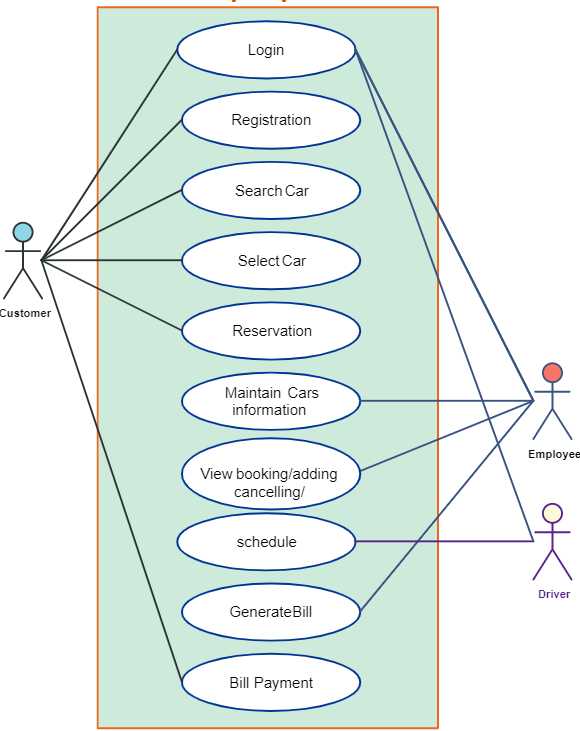 Login
Registration
Search Car
Select Car
Customer
Reservation
Maintain Cars
information
Employee
View booking/adding
cancelling/
schedule
Driver
GenerateBill
Bill Payment